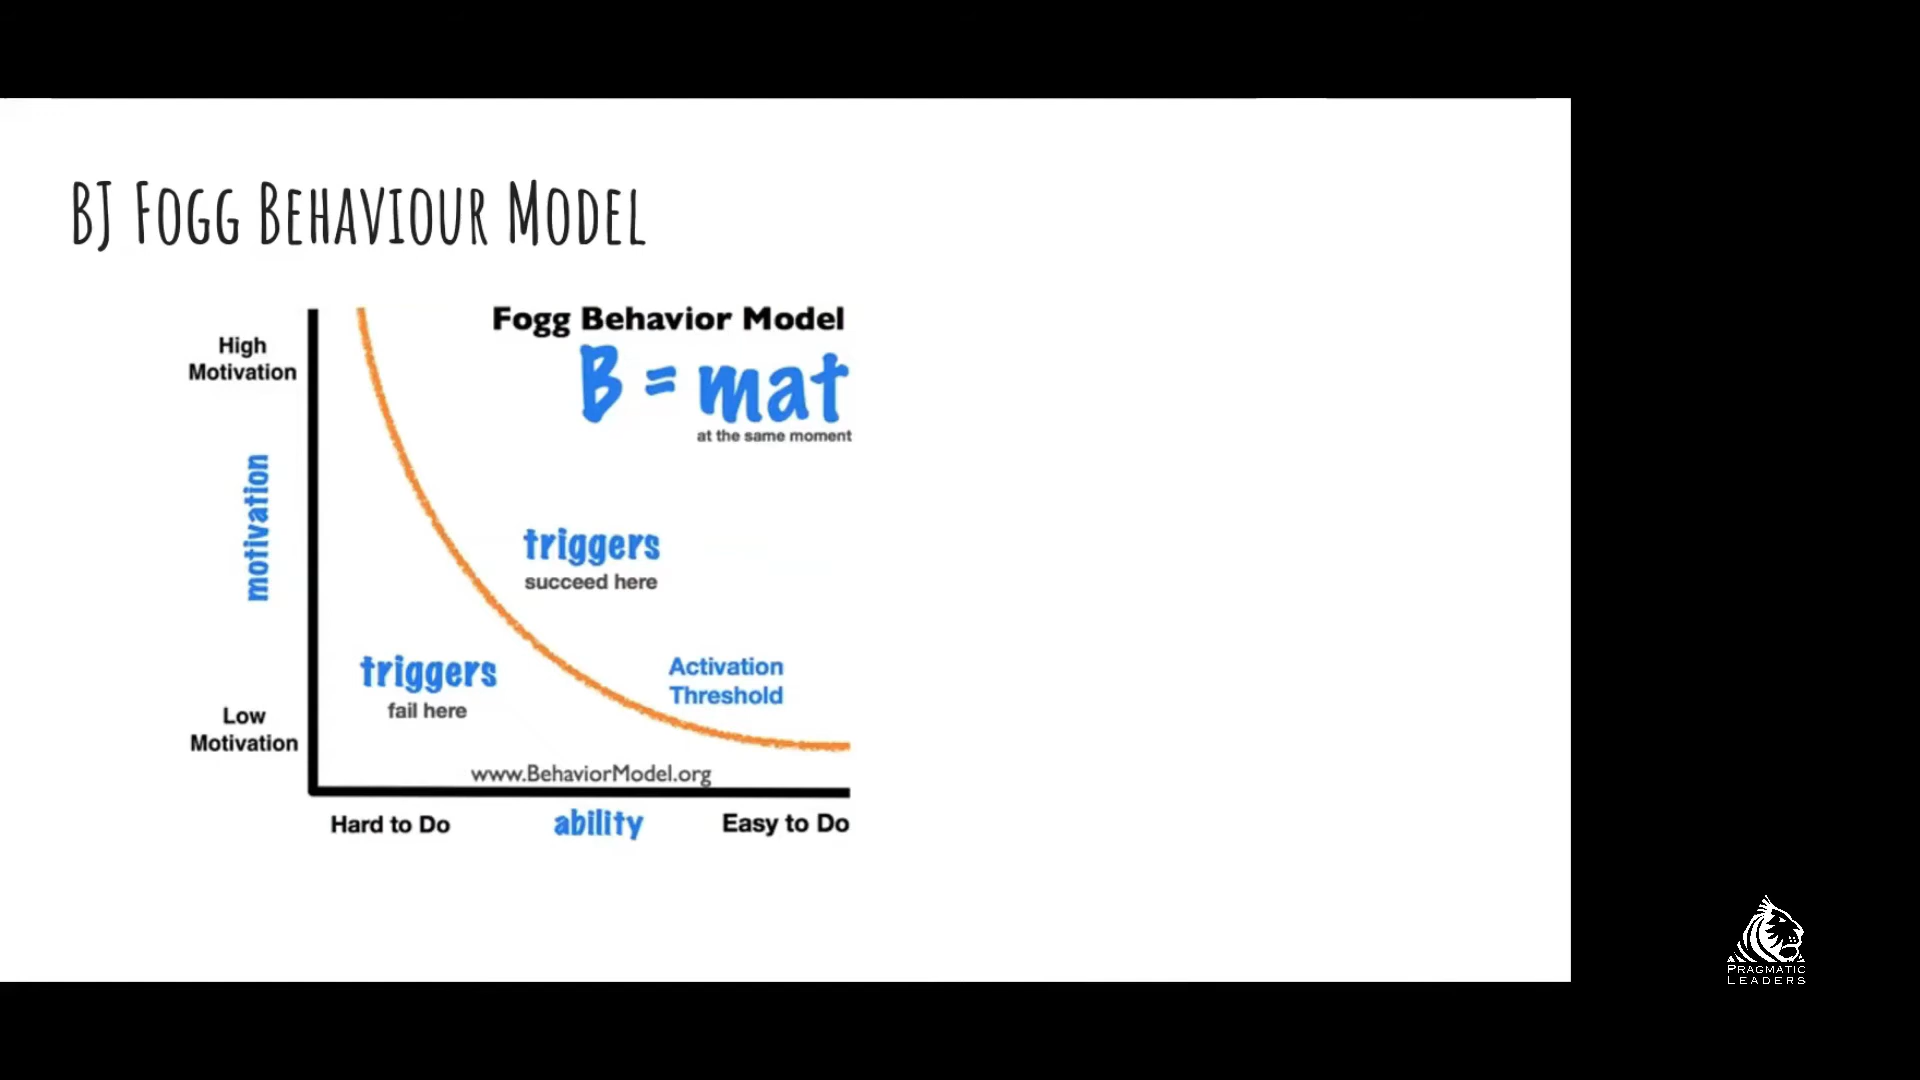 BJ FOGG BEHAVIOUR MODEL
Fogg Behavior Model
B = mat
at the same moment
High
Motivation
motivation
triggers
succeed here
triggers
fail here
Activation
Threshold
Low
Motivation
www.BehaviorModel.org
Hard to Do
ability
Easy to Do
PRAGMATIC
LEADERS